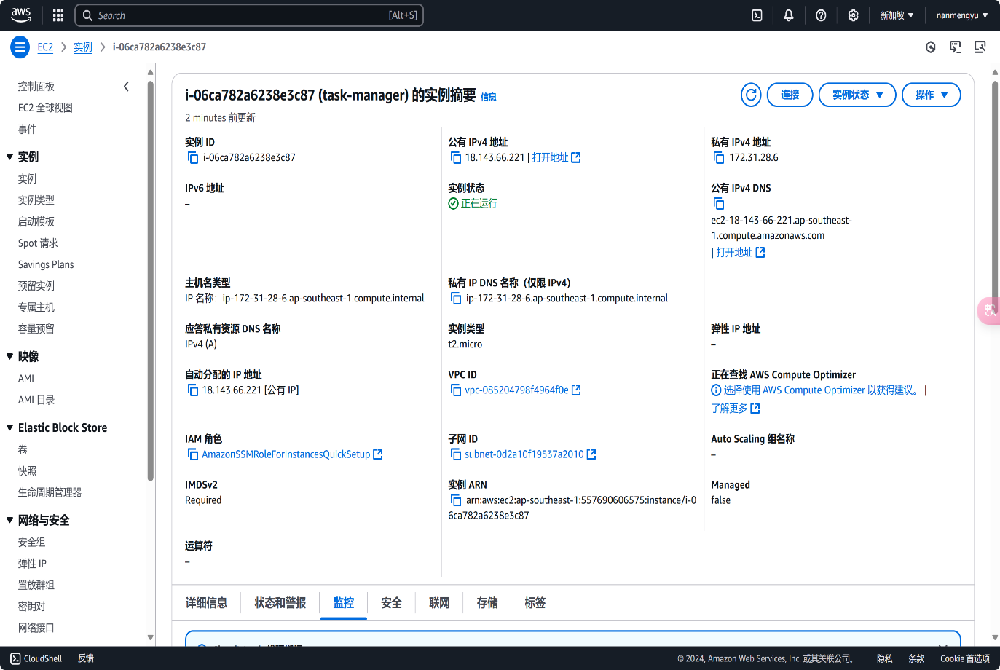 aws
Search
[Alt+S]
新加坡
nanmengyu
EC2
实例
i-06ca782a6238e3c87
控制面板
EC2 全球视图
事件
实例
实例
实例类型
启动模板
Spot 请求
Savings Plans
预留实例
专属主机
容量预留
映像
AMI
AMI 目录
Elastic Block Store
卷
快照
生命周期管理器
网络与安全
安全组
弹性 IP
置放群组
密钥对
网络接口
i-06ca782a6238e3c87 (task-manager) 的实例摘要 信息
2 minutes 前更新
连接
实例状态
操作
实例 ID
i-06ca782a6238e3c87
公有 IPv4 地址
18.143.66.221 | 打开地址
私有 IPv4 地址
172.31.28.6
IPv6 地址
–
实例状态
正在运行
公有 IPv4 DNS
ec2-18-143-66-221.ap-southeast-
1.compute.amazonaws.com
| 打开地址
主机名类型
IP 名称：ip-172-31-28-6.ap-southeast-1.compute.internal
私有 IP DNS 名称（仅限 IPv4）
ip-172-31-28-6.ap-southeast-1.compute.internal
应答私有资源 DNS 名称
IPv4 (A)
实例类型
t2.micro
弹性 IP 地址
–
自动分配的 IP 地址
18.143.66.221 [公有 IP]
VPC ID
vpc-085204798f4964f0e
正在查找 AWS Compute Optimizer
选择使用 AWS Compute Optimizer 以获得建议。 |
了解更多
IAM 角色
AmazonSSMRoleForInstancesQuickSetup
子网 ID
subnet-0d2a10f19537a2010
Auto Scaling 组名称
–
IMDSv2
Required
实例 ARN
arn:aws:ec2:ap-southeast-1:557690606575:instance/i-0
6ca782a6238e3c87
Managed
false
运算符
–
详细信息
状态和警报
监控
安全
联网
存储
标签
CloudShell
反馈
© 2024, Amazon Web Services, Inc. 或其关联公司。
隐私
条款
Cookie 首选项